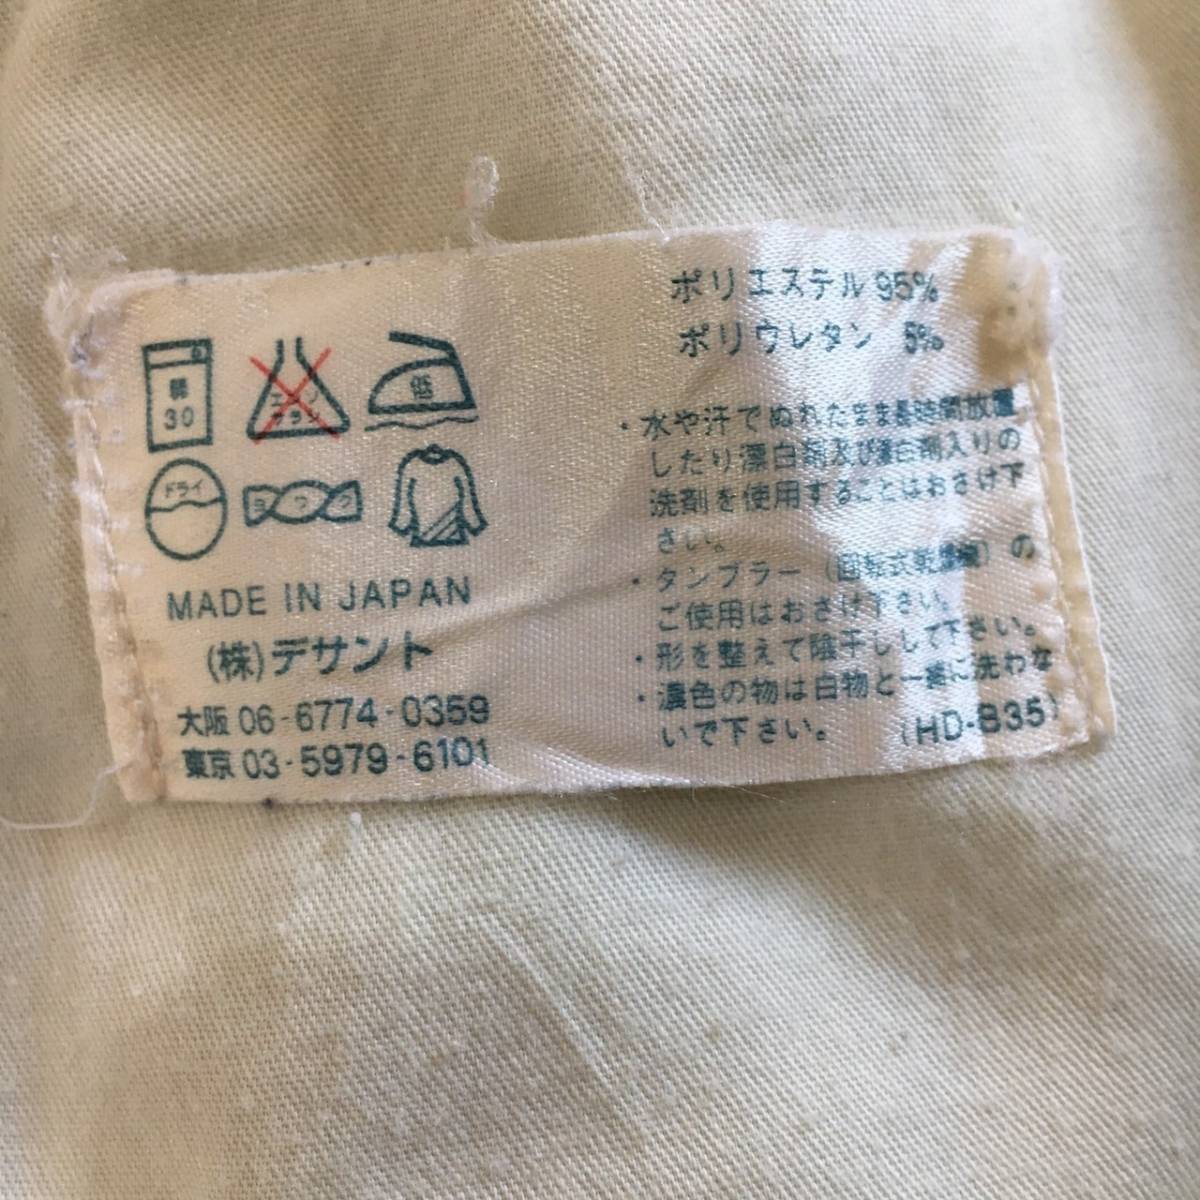 弱
30
エンソ
サラシ
低
ドライ
ヨワク
MADE IN JAPAN
(株)デサント
大阪 06-6774-0359
東京 03-5979-6101
ポリエステル 95%
ポリウレタン 5%
・水や汗でぬれたまま長時間放置
したり漂白剤及び漂白剤入りの
洗剤を使用することはおさけ下
さい。
・タンブラー(回転式乾燥機)の
ご使用はおさけ下さい。
・形を整えて陰干しして下さい。
・濃色の物は白物と一緒に洗わな
いで下さい。 (HD-B35)